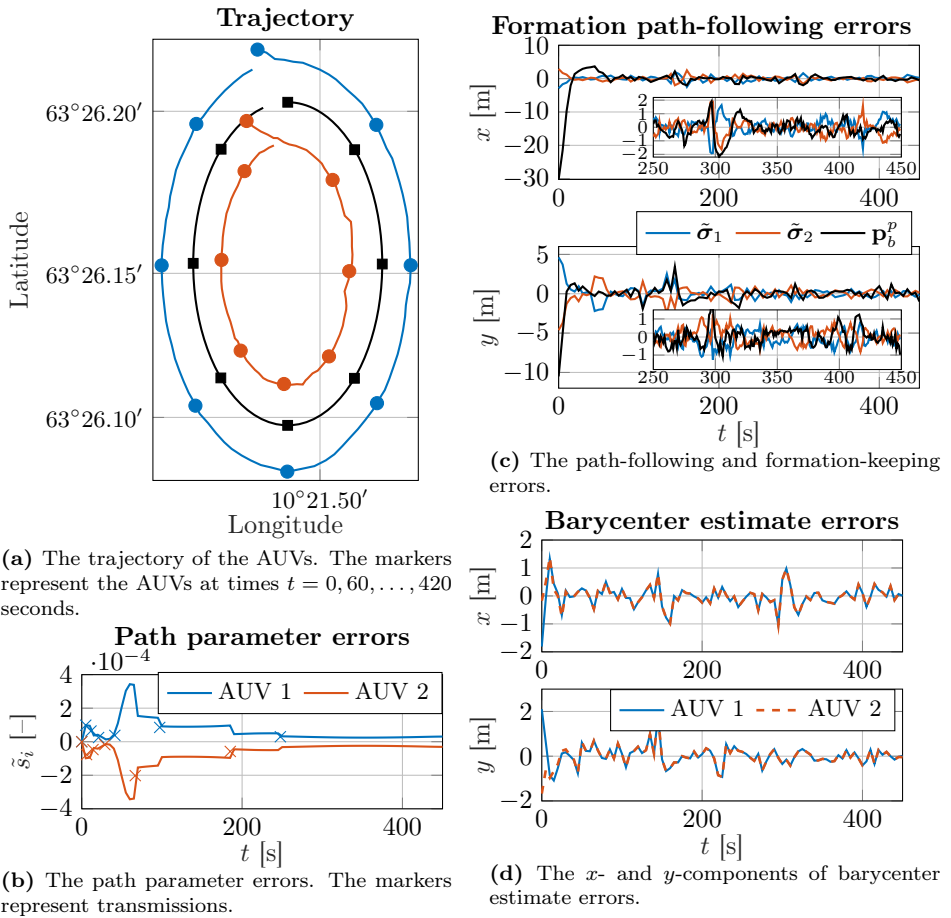 Trajectory
63°26.20′
63°26.15′
63°26.10′
Latitude
10°21.50′
Longitude
(a) The trajectory of the AUVs. The markers
represent the AUVs at times t = 0, 60, . . . , 420
seconds.
Path parameter errors
·10⁻⁴
4
2
0
−2
−4
s̃ᵢ [−]
AUV 1
AUV 2
0
200
400
t [s]
(b) The path parameter errors. The markers
represent transmissions.
Formation path-following errors
10
0
−10
−20
−30
x [m]
2
1
0
−1
−2
250
300
350
400
450
0
200
400
σ̃₁
σ̃₂
p_b^p
5
0
−5
−10
y [m]
1
0
−1
250
300
350
400
450
0
200
400
t [s]
(c) The path-following and formation-keeping
errors.
Barycenter estimate errors
2
1
0
−1
−2
x [m]
0
200
400
2
0
−2
y [m]
AUV 1
AUV 2
0
200
400
t [s]
(d) The x- and y-components of barycenter
estimate errors.